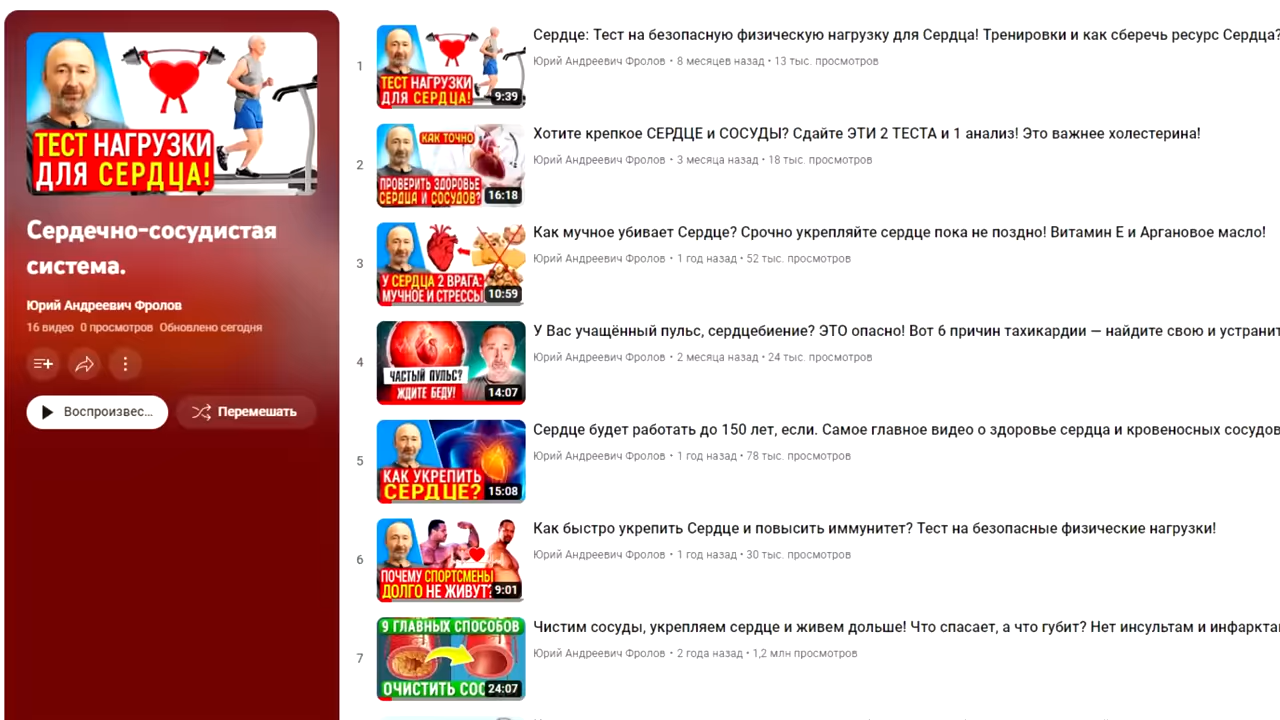 ТЕСТ НАГРУЗКИ
ДЛЯ СЕРДЦА!
Сердечно-сосудистая
система.
Юрий Андреевич Фролов
16 видео 0 просмотров Обновлено сегодня
Воспроизвес...
Перемешать
1
ТЕСТ НАГРУЗКИ
ДЛЯ СЕРДЦА!
9:39
Сердце: Тест на безопасную физическую нагрузку для Сердца! Тренировки и как сберечь ресурс Сердца?
Юрий Андреевич Фролов • 8 месяцев назад • 13 тыс. просмотров
2
КАК ТОЧНО
ПРОВЕРИТЬ ЗДОРОВЬЕ
СЕРДЦА И СОСУДОВ?
16:18
Хотите крепкое СЕРДЦЕ и СОСУДЫ? Сдайте ЭТИ 2 ТЕСТА и 1 анализ! Это важнее холестерина!
Юрий Андреевич Фролов • 3 месяца назад • 18 тыс. просмотров
3
У СЕРДЦА 2 ВРАГА:
МУЧНОЕ И СТРЕССЫ
10:59
Как мучное убивает Сердце? Срочно укрепляйте сердце пока не поздно! Витамин Е и Аргановое масло!
Юрий Андреевич Фролов • 1 год назад • 52 тыс. просмотров
4
ЧАСТЫЙ ПУЛЬС?
ЖДИТЕ БЕДУ!
14:07
У Вас учащённый пульс, сердцебиение? ЭТО опасно! Вот 6 причин тахикардии — найдите свою и устранит
Юрий Андреевич Фролов • 2 месяца назад • 24 тыс. просмотров
5
КАК УКРЕПИТЬ
СЕРДЦЕ?
15:08
Сердце будет работать до 150 лет, если. Самое главное видео о здоровье сердца и кровеносных сосудов
Юрий Андреевич Фролов • 1 год назад • 78 тыс. просмотров
6
ПОЧЕМУ СПОРТСМЕНЫ
ДОЛГО НЕ ЖИВУТ?
9:01
Как быстро укрепить Сердце и повысить иммунитет? Тест на безопасные физические нагрузки!
Юрий Андреевич Фролов • 1 год назад • 30 тыс. просмотров
7
9 ГЛАВНЫХ СПОСОБОВ
ОЧИСТИТЬ СОС
24:07
Чистим сосуды, укрепляем сердце и живем дольше! Что спасает, а что губит? Нет инсультам и инфаркта
Юрий Андреевич Фролов • 2 года назад • 1,2 млн просмотров